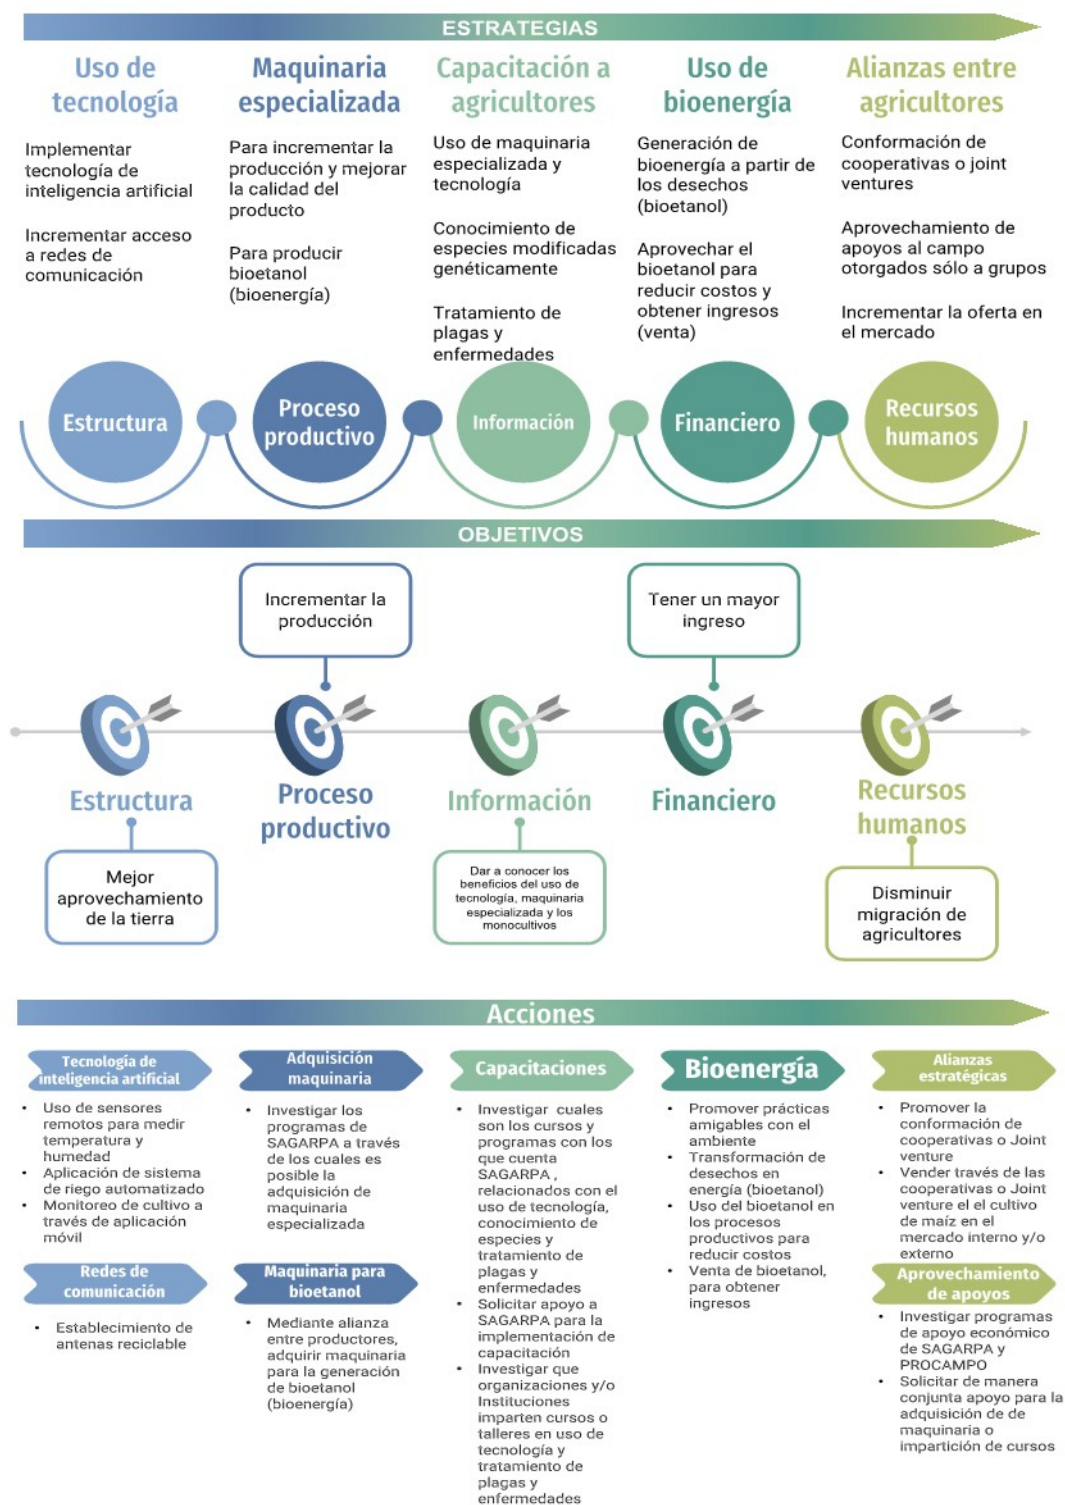 ESTRATEGIAS
Uso de
tecnología
Implementar
tecnología de
inteligencia artificial
Incrementar acceso
a redes de
comunicación
Maquinaria
especializada
Para incrementar la
producción y mejorar
la calidad del
producto
Para producir
bioetanol
(bioenergía)
Capacitación a
agricultores
Uso de maquinaria
especializada y
tecnología
Conocimiento de
especies modificadas
genéticamente
Tratamiento de
plagas y
enfermedades
Uso de
bioenergía
Generación de
bioenergía a partir de
los desechos
(bioetanol)
Aprovechar el
bioetanol para
reducir costos y
obtener ingresos
(venta)
Alianzas entre
agricultores
Conformación de
cooperativas o joint
ventures
Aprovechamiento de
apoyos al campo
otorgados sólo a grupos
Incrementar la oferta en
el mercado
Estructura
Proceso
productivo
Información
Financiero
Recursos
humanos
OBJETIVOS
Incrementar la
producción
Tener un mayor
ingreso
Estructura
Proceso
productivo
Información
Financiero
Recursos
humanos
Mejor
aprovechamiento
de la tierra
Dar a conocer los
beneficios del uso de
tecnología, maquinaria
especializada y los
monocultivos
Disminuir
migración de
agricultores
Acciones
Tecnología de
inteligencia artificial
• Uso de sensores
remotos para medir
temperatura y
humedad
• Aplicación de sistema
de riego automatizado
• Monitoreo de cultivo a
través de aplicación
móvil
Redes de
comunicación
• Establecimiento de
antenas reciclable
Adquisición
maquinaria
• Investigar los
programas de
SAGARPA a través
de los cuales es
posible la
adquisición de
maquinaria
especializada
Maquinaria para
bioetanol
• Mediante alianza
entre productores,
adquirir maquinaria
para la generación
de bioetanol
(bioenergía)
Capacitaciones
• Investigar cuales
son los cursos y
programas con los
que cuenta
SAGARPA ,
relacionados con el
uso de tecnología,
conocimiento de
especies y
tratamiento de
plagas y
enfermedades
• Solicitar apoyo a
SAGARPA para la
implementación de
capacitación
• Investigar que
organizaciones y/o
Instituciones
imparten cursos o
talleres en uso de
tecnología y
tratamiento de
plagas y
enfermedades
Bioenergía
• Promover prácticas
amigables con el
ambiente
• Transformación de
desechos en
energía (bioetanol)
• Uso del bioetanol en
los procesos
productivos para
reducir costos
• Venta de bioetanol,
para obtener
ingresos
Alianzas
estratégicas
• Promover la
conformación de
cooperativas o Joint
venture
• Vender través de las
cooperativas o Joint
venture el el cultivo
de maíz en el
mercado interno y/o
externo
Aprovechamiento
de apoyos
• Investigar programas
de apoyo económico
de SAGARPA y
PROCAMPO
• Solicitar de manera
conjunta apoyo para la
adquisición de de
maquinaria o
impartición de cursos